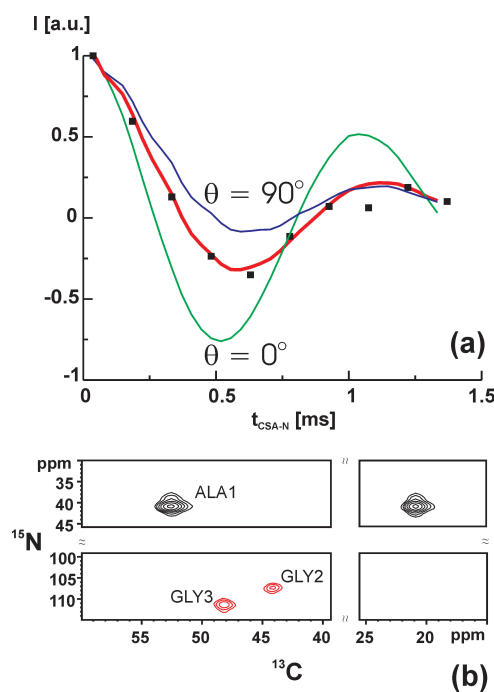 I [a.u.]
1
0.5
0
-0.5
-1
θ = 90°
θ = 0°
(a)
0 0.5 1 1.5
t_CSA-N [ms]
ppm
35
40
45
ALA1
≈
≈
≈
15N
100
105
110
GLY3
GLY2
≈
55 50 45 40 25 20 ppm
13C
(b)